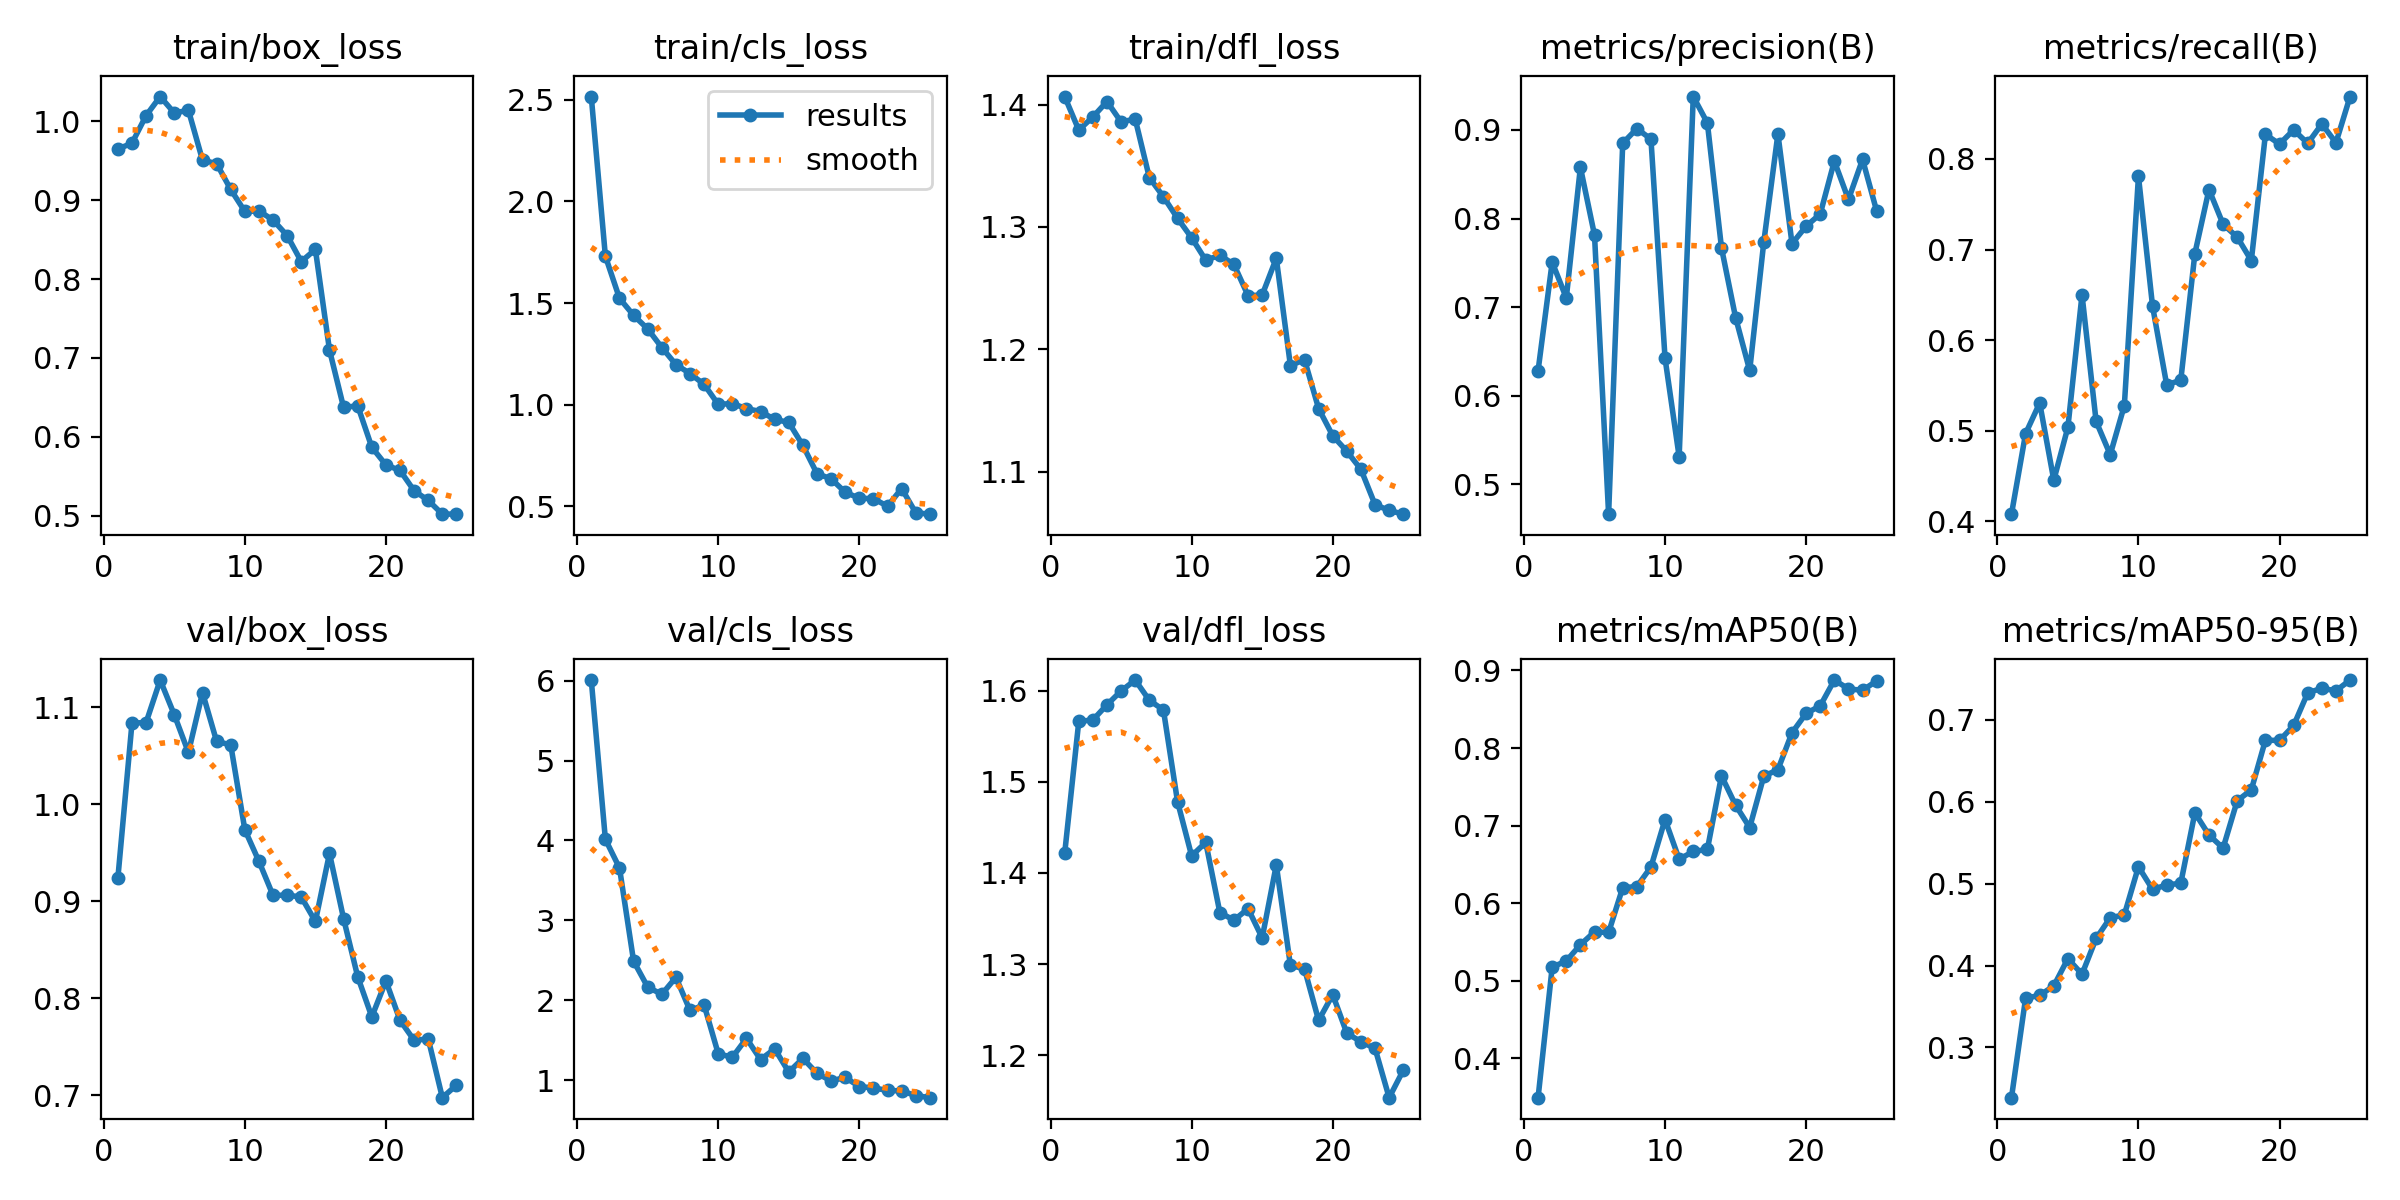 train/box_loss
train/cls_loss
train/dfl_loss
metrics/precision(B)
metrics/recall(B)
1.0
0.9
0.8
0.7
0.6
0.5
0 10 20
results
smooth
2.5
2.0
1.5
1.0
0.5
0 10 20
1.4
1.3
1.2
1.1
0 10 20
0.9
0.8
0.7
0.6
0.5
0 10 20
0.8
0.7
0.6
0.5
0.4
0 10 20
val/box_loss
val/cls_loss
val/dfl_loss
metrics/mAP50(B)
metrics/mAP50-95(B)
1.1
1.0
0.9
0.8
0.7
0 10 20
6
5
4
3
2
1
0 10 20
1.6
1.5
1.4
1.3
1.2
0 10 20
0.9
0.8
0.7
0.6
0.5
0.4
0 10 20
0.7
0.6
0.5
0.4
0.3
0 10 20